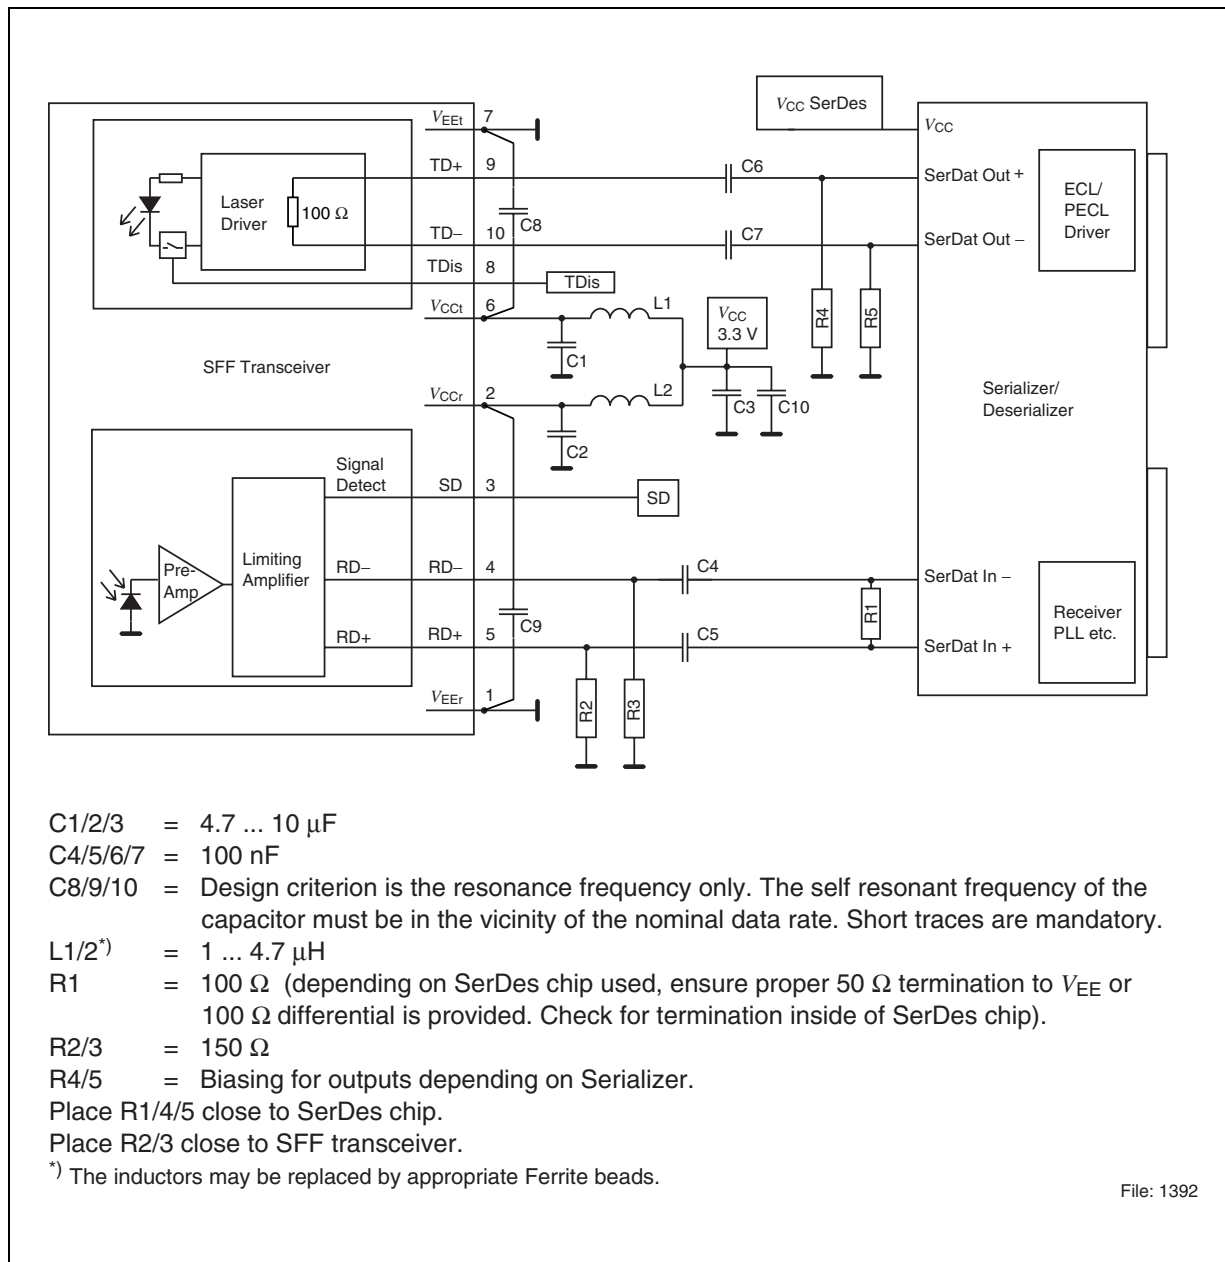 V_CC SerDes
V_EEt 7
V_CC
TD+ 9
C6
SerDat Out +
Laser
Driver
100 Ω
C8
ECL/
PECL
Driver
TD− 10
C7
SerDat Out −
TDis 8
TDis
V_CCt 6
L1
V_CC
3.3 V
R4
R5
C1
SFF Transceiver
V_CCr 2
L2
C3
C10
Serializer/
Deserializer
C2
Signal
Detect
SD 3
SD
Pre-
Amp
Limiting
Amplifier
RD−
RD− 4
C4
SerDat In −
R1
Receiver
PLL etc.
C9
RD+
RD+ 5
C5
SerDat In +
V_EEr 1
R2
R3
C1/2/3 = 4.7 ... 10 μF
C4/5/6/7 = 100 nF
C8/9/10 = Design criterion is the resonance frequency only. The self resonant frequency of the
capacitor must be in the vicinity of the nominal data rate. Short traces are mandatory.
L1/2*) = 1 ... 4.7 μH
R1 = 100 Ω (depending on SerDes chip used, ensure proper 50 Ω termination to V_EE or
100 Ω differential is provided. Check for termination inside of SerDes chip).
R2/3 = 150 Ω
R4/5 = Biasing for outputs depending on Serializer.
Place R1/4/5 close to SerDes chip.
Place R2/3 close to SFF transceiver.
*) The inductors may be replaced by appropriate Ferrite beads.
File: 1392